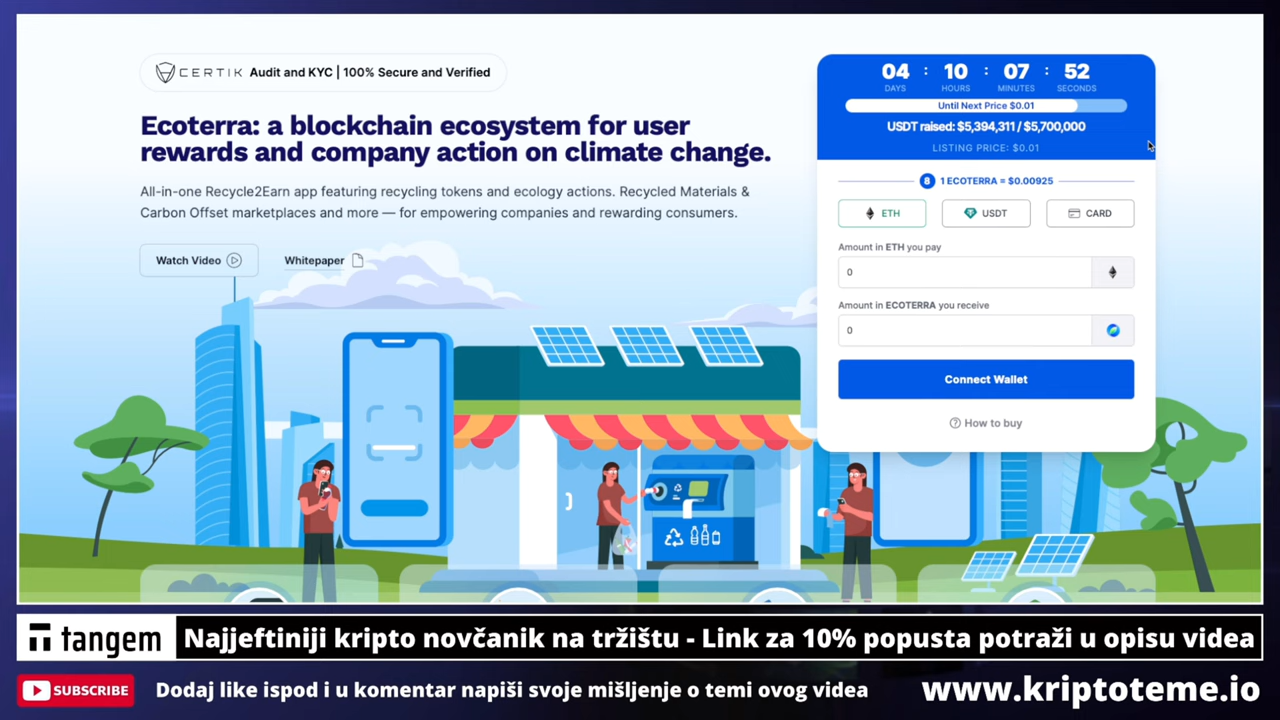 CERTIK Audit and KYC | 100% Secure and Verified
Ecoterra: a blockchain ecosystem for user
rewards and company action on climate change.
All-in-one Recycle2Earn app featuring recycling tokens and ecology actions. Recycled Materials &
Carbon Offset marketplaces and more — for empowering companies and rewarding consumers.
Watch Video
Whitepaper
04 : 10 : 07 : 52
DAYS HOURS MINUTES SECONDS
Until Next Price $0.01
USDT raised: $5,394,311 / $5,700,000
LISTING PRICE: $0.01
1 ECOTERRA = $0.00925
ETH USDT CARD
Amount in ETH you pay
0
Amount in ECOTERRA you receive
0
Connect Wallet
How to buy
tangem Najjeftiniji kripto novčanik na tržištu - Link za 10% popusta potraži u opisu videa
SUBSCRIBE Dodaj like ispod i u komentar napiši svoje mišljenje o temi ovog videa www.kriptoteme.io